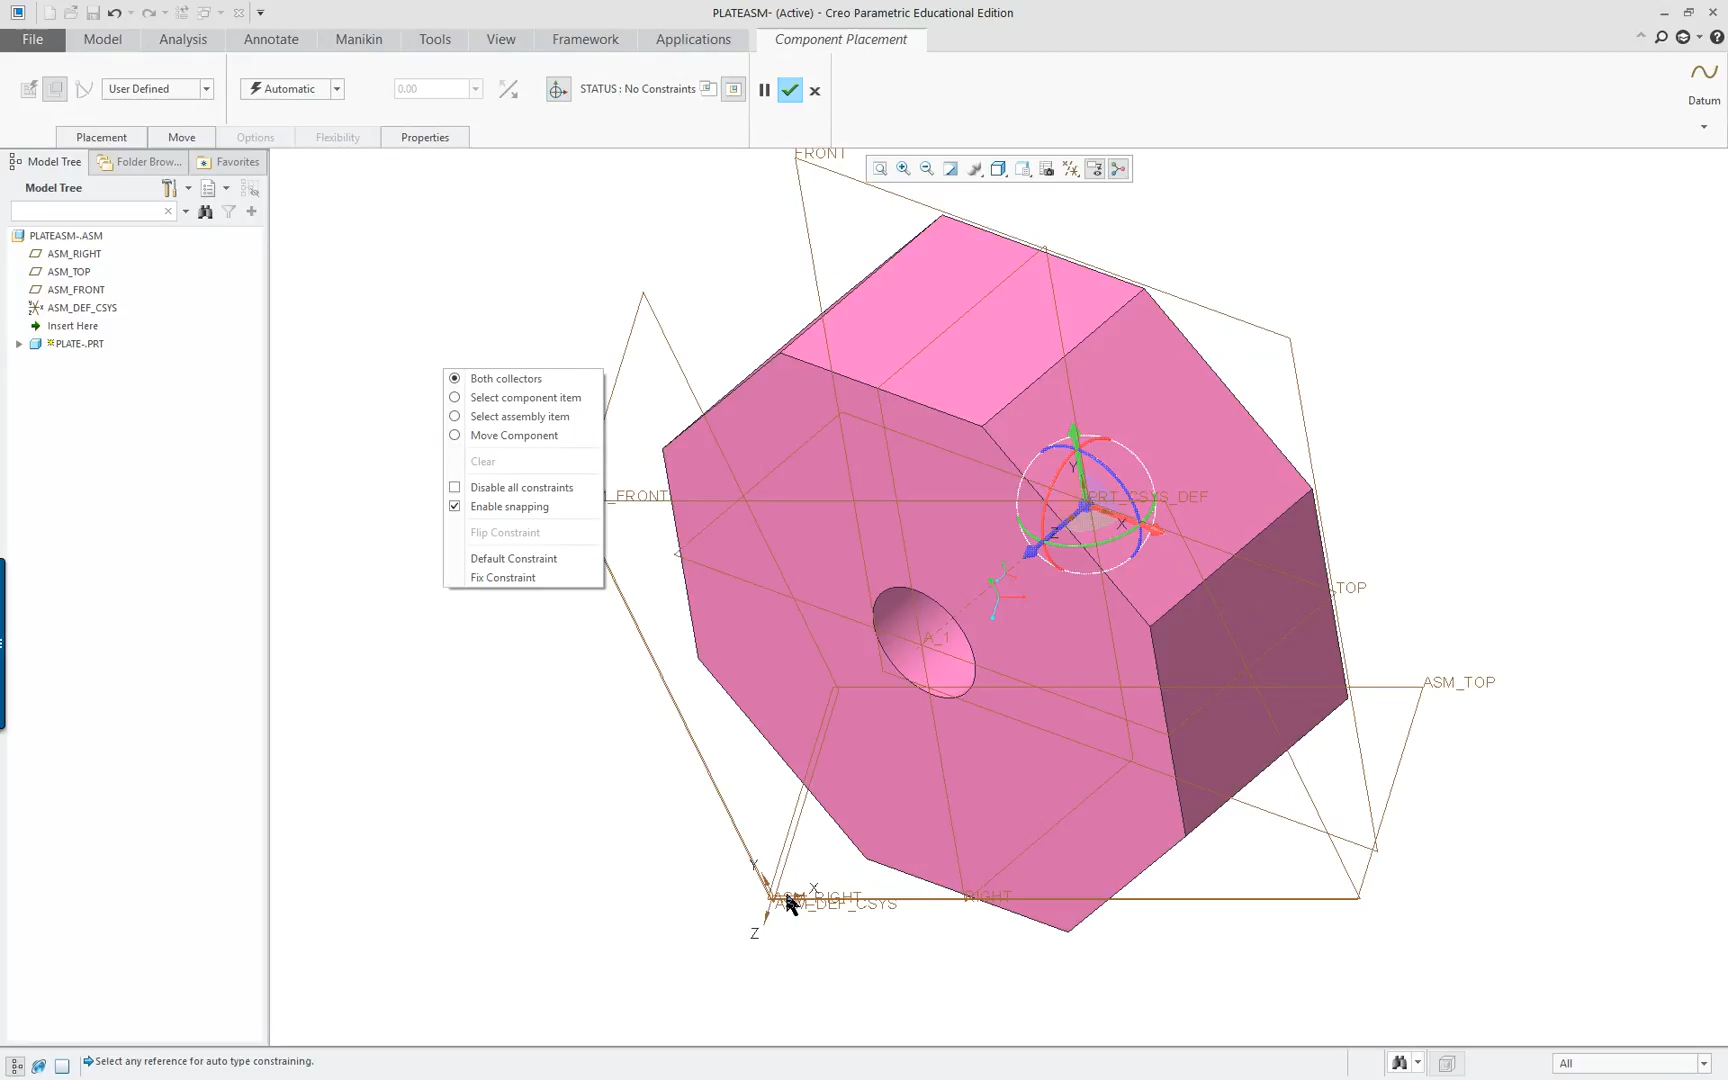 PLATEASM- (Active) - Creo Parametric Educational Edition
File Model Analysis Annotate Manikin Tools View Framework Applications Component Placement
User Defined Automatic 0.00 STATUS : No Constraints Datum
Placement Move Options Flexibility Properties
Model Tree Folder Brow... Favorites
Model Tree
PLATEASM-.ASM
ASM_RIGHT
ASM_TOP
ASM_FRONT
ASM_DEF_CSYS
Insert Here
PLATE-.PRT
Both collectors
Select component item
Select assembly item
Move Component
Clear
Disable all constraints
Enable snapping
Flip Constraint
Default Constraint
Fix Constraint
FRONT
_FRONT
Y
PRT_CSYS_DEF
X
Z
TOP
A_1
ASM_TOP
Y
X
ASM_RIGHT
RIGHT
ASM_DEF_CSYS
Z
Select any reference for auto type constraining.
All